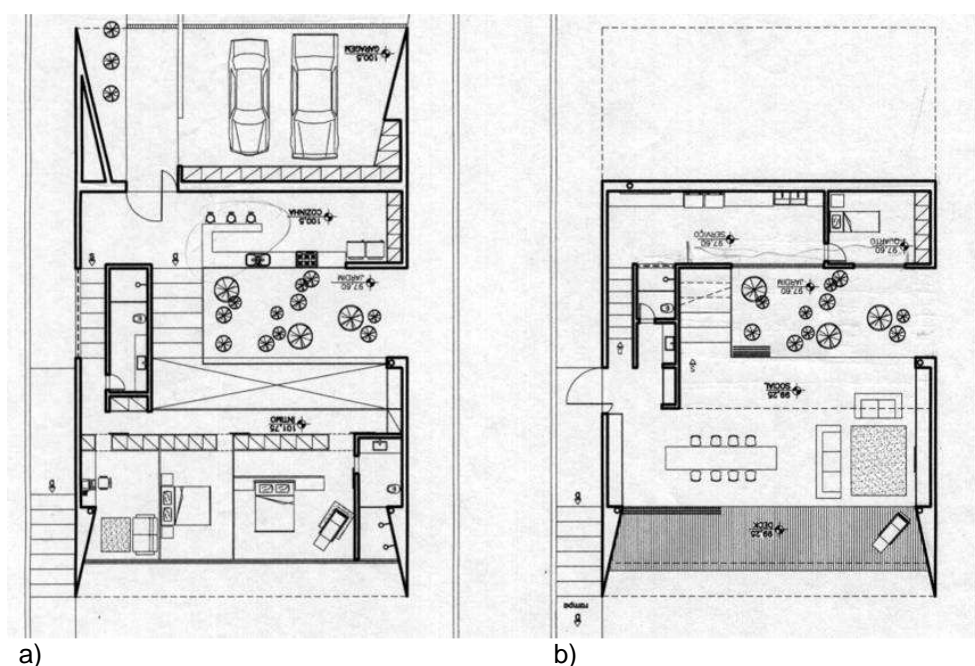 100,5
GARAGEM
100,5
COZINHA
97,60
JARDIM
101,75
INTIMO
97,60
SERVIÇO
97,60
QUARTO
97,60
JARDIM
99,25
SOCIAL
99,25
DECK
rampa
a)
b)